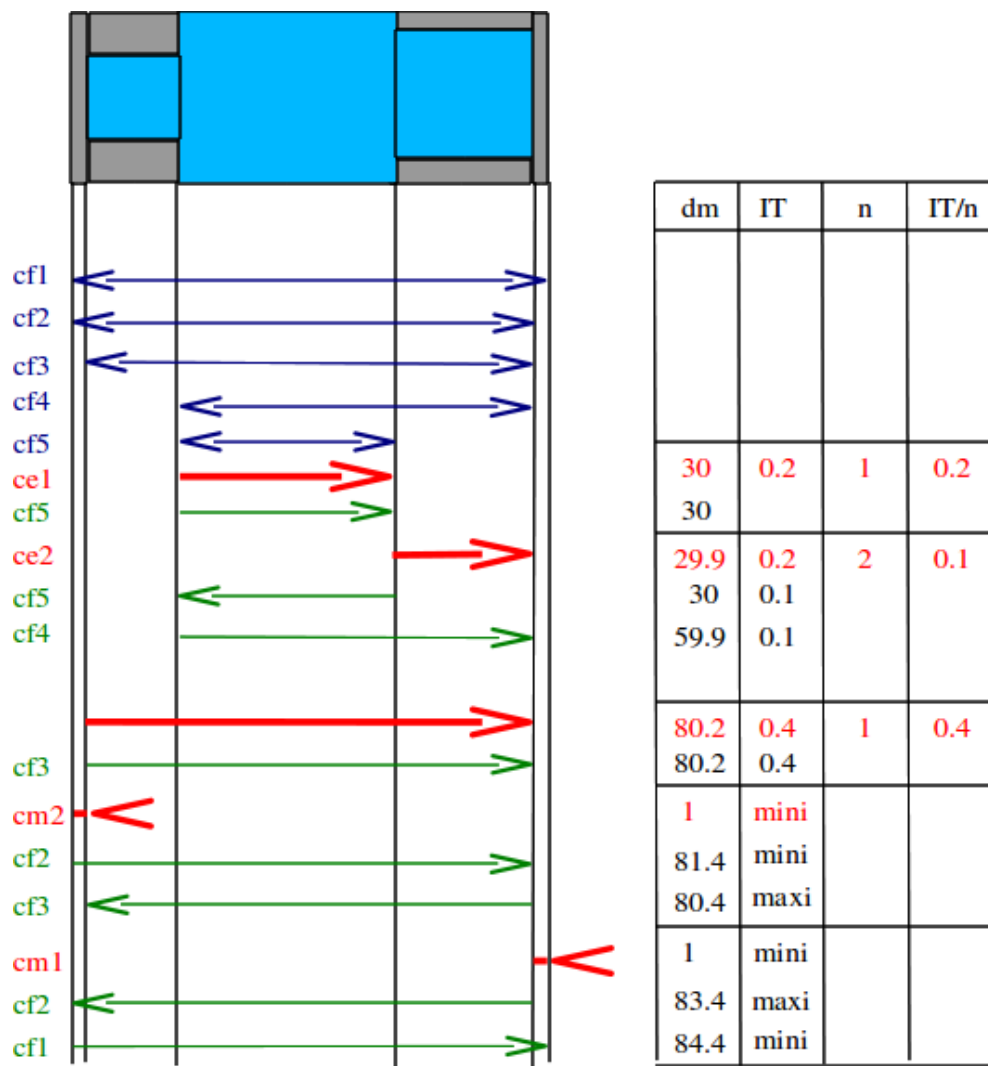 dm IT n IT/n
cf1
cf2
cf3
cf4
cf5
ce1 30 0.2 1 0.2
cf5 30
ce2 29.9 0.2 2 0.1
cf5 30 0.1
cf4 59.9 0.1
80.2 0.4 1 0.4
cf3 80.2 0.4
cm2 1 mini
cf2 81.4 mini
cf3 80.4 maxi
cm1 1 mini
cf2 83.4 maxi
cf1 84.4 mini